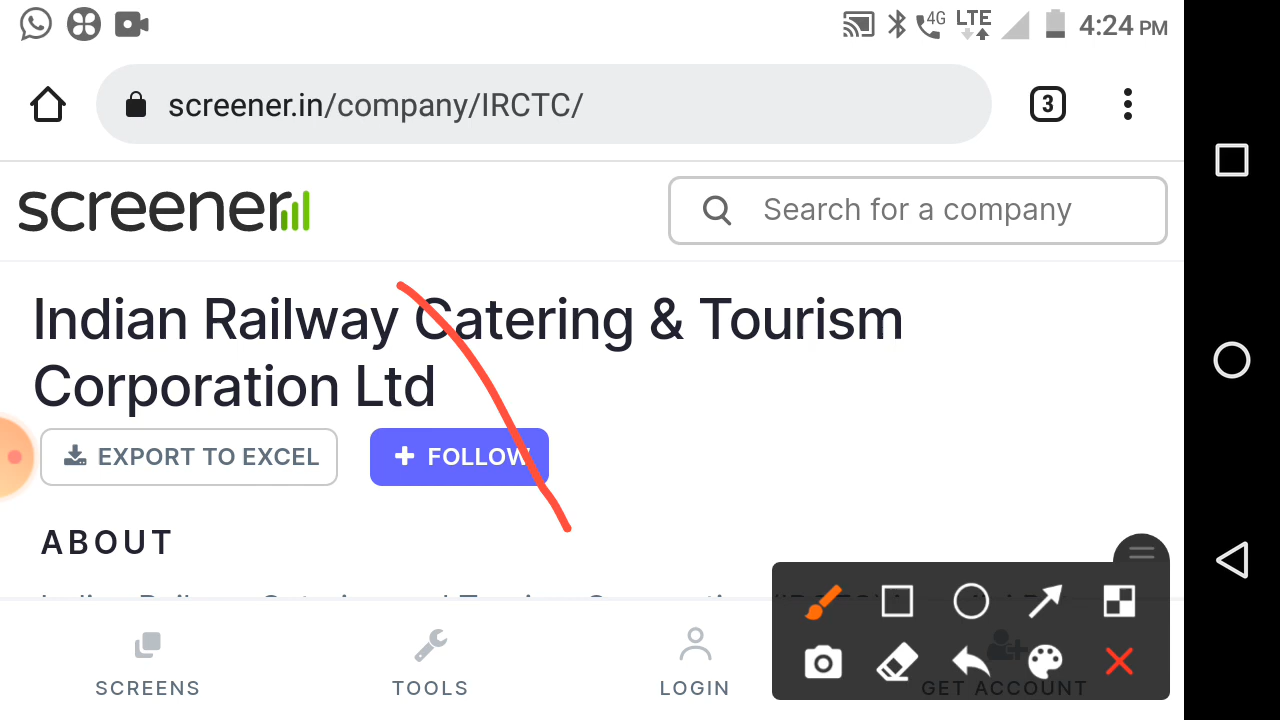 4G LTE 4:24 PM
screener.in/company/IRCTC/ 3
screener Search for a company
Indian Railway Catering & Tourism
Corporation Ltd
EXPORT TO EXCEL + FOLLOW
ABOUT
SCREENS TOOLS LOGIN GET ACCOUNT